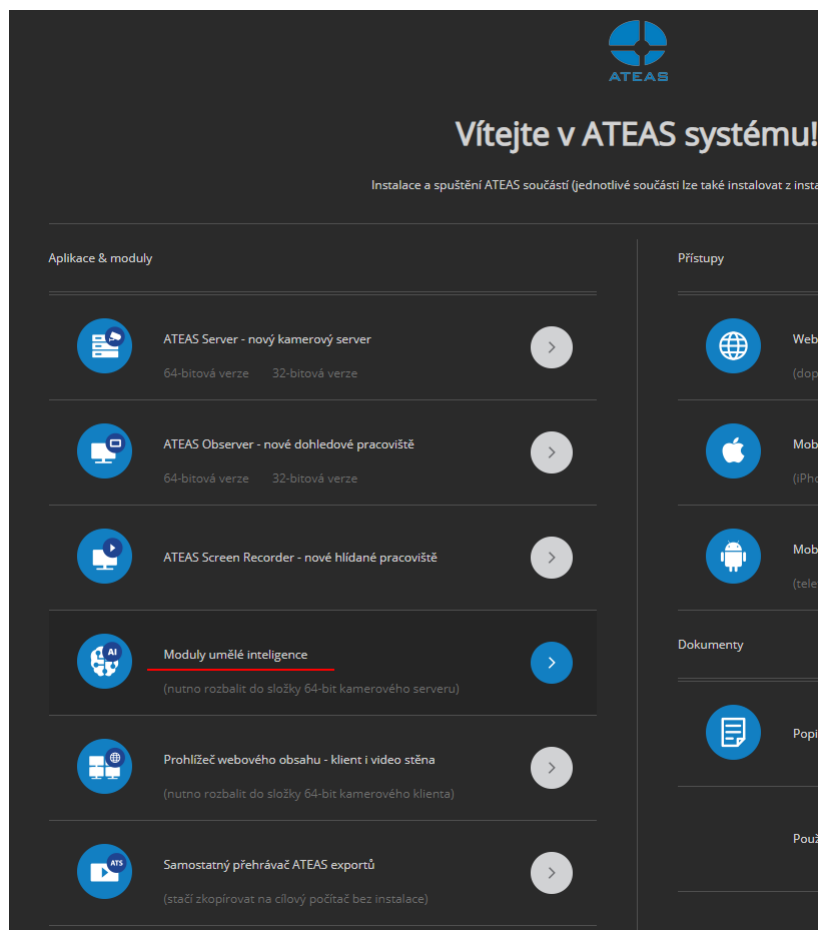 ATEAS
Vítejte v ATEAS systému!
Instalace a spuštění ATEAS součástí (jednotlivé součásti lze také instalovat z
Aplikace & moduly
ATEAS Server - nový kamerový server
64-bitová verze 32-bitová verze
ATEAS Observer - nové dohledové pracoviště
64-bitová verze 32-bitová verze
ATEAS Screen Recorder - nové hlídané pracoviště
AI
Moduly umělé inteligence
(nutno rozbalit do složky 64-bit kamerového serveru)
Prohlížeč webového obsahu - klient i video stěna
(nutno rozbalit do složky 64-bit kamerového klienta)
ATS
Samostatný přehrávač ATEAS exportů
(stačí zkopírovat na cílový počítač bez instalace)
Přístupy
Web
Mob
Mob
Dokumenty